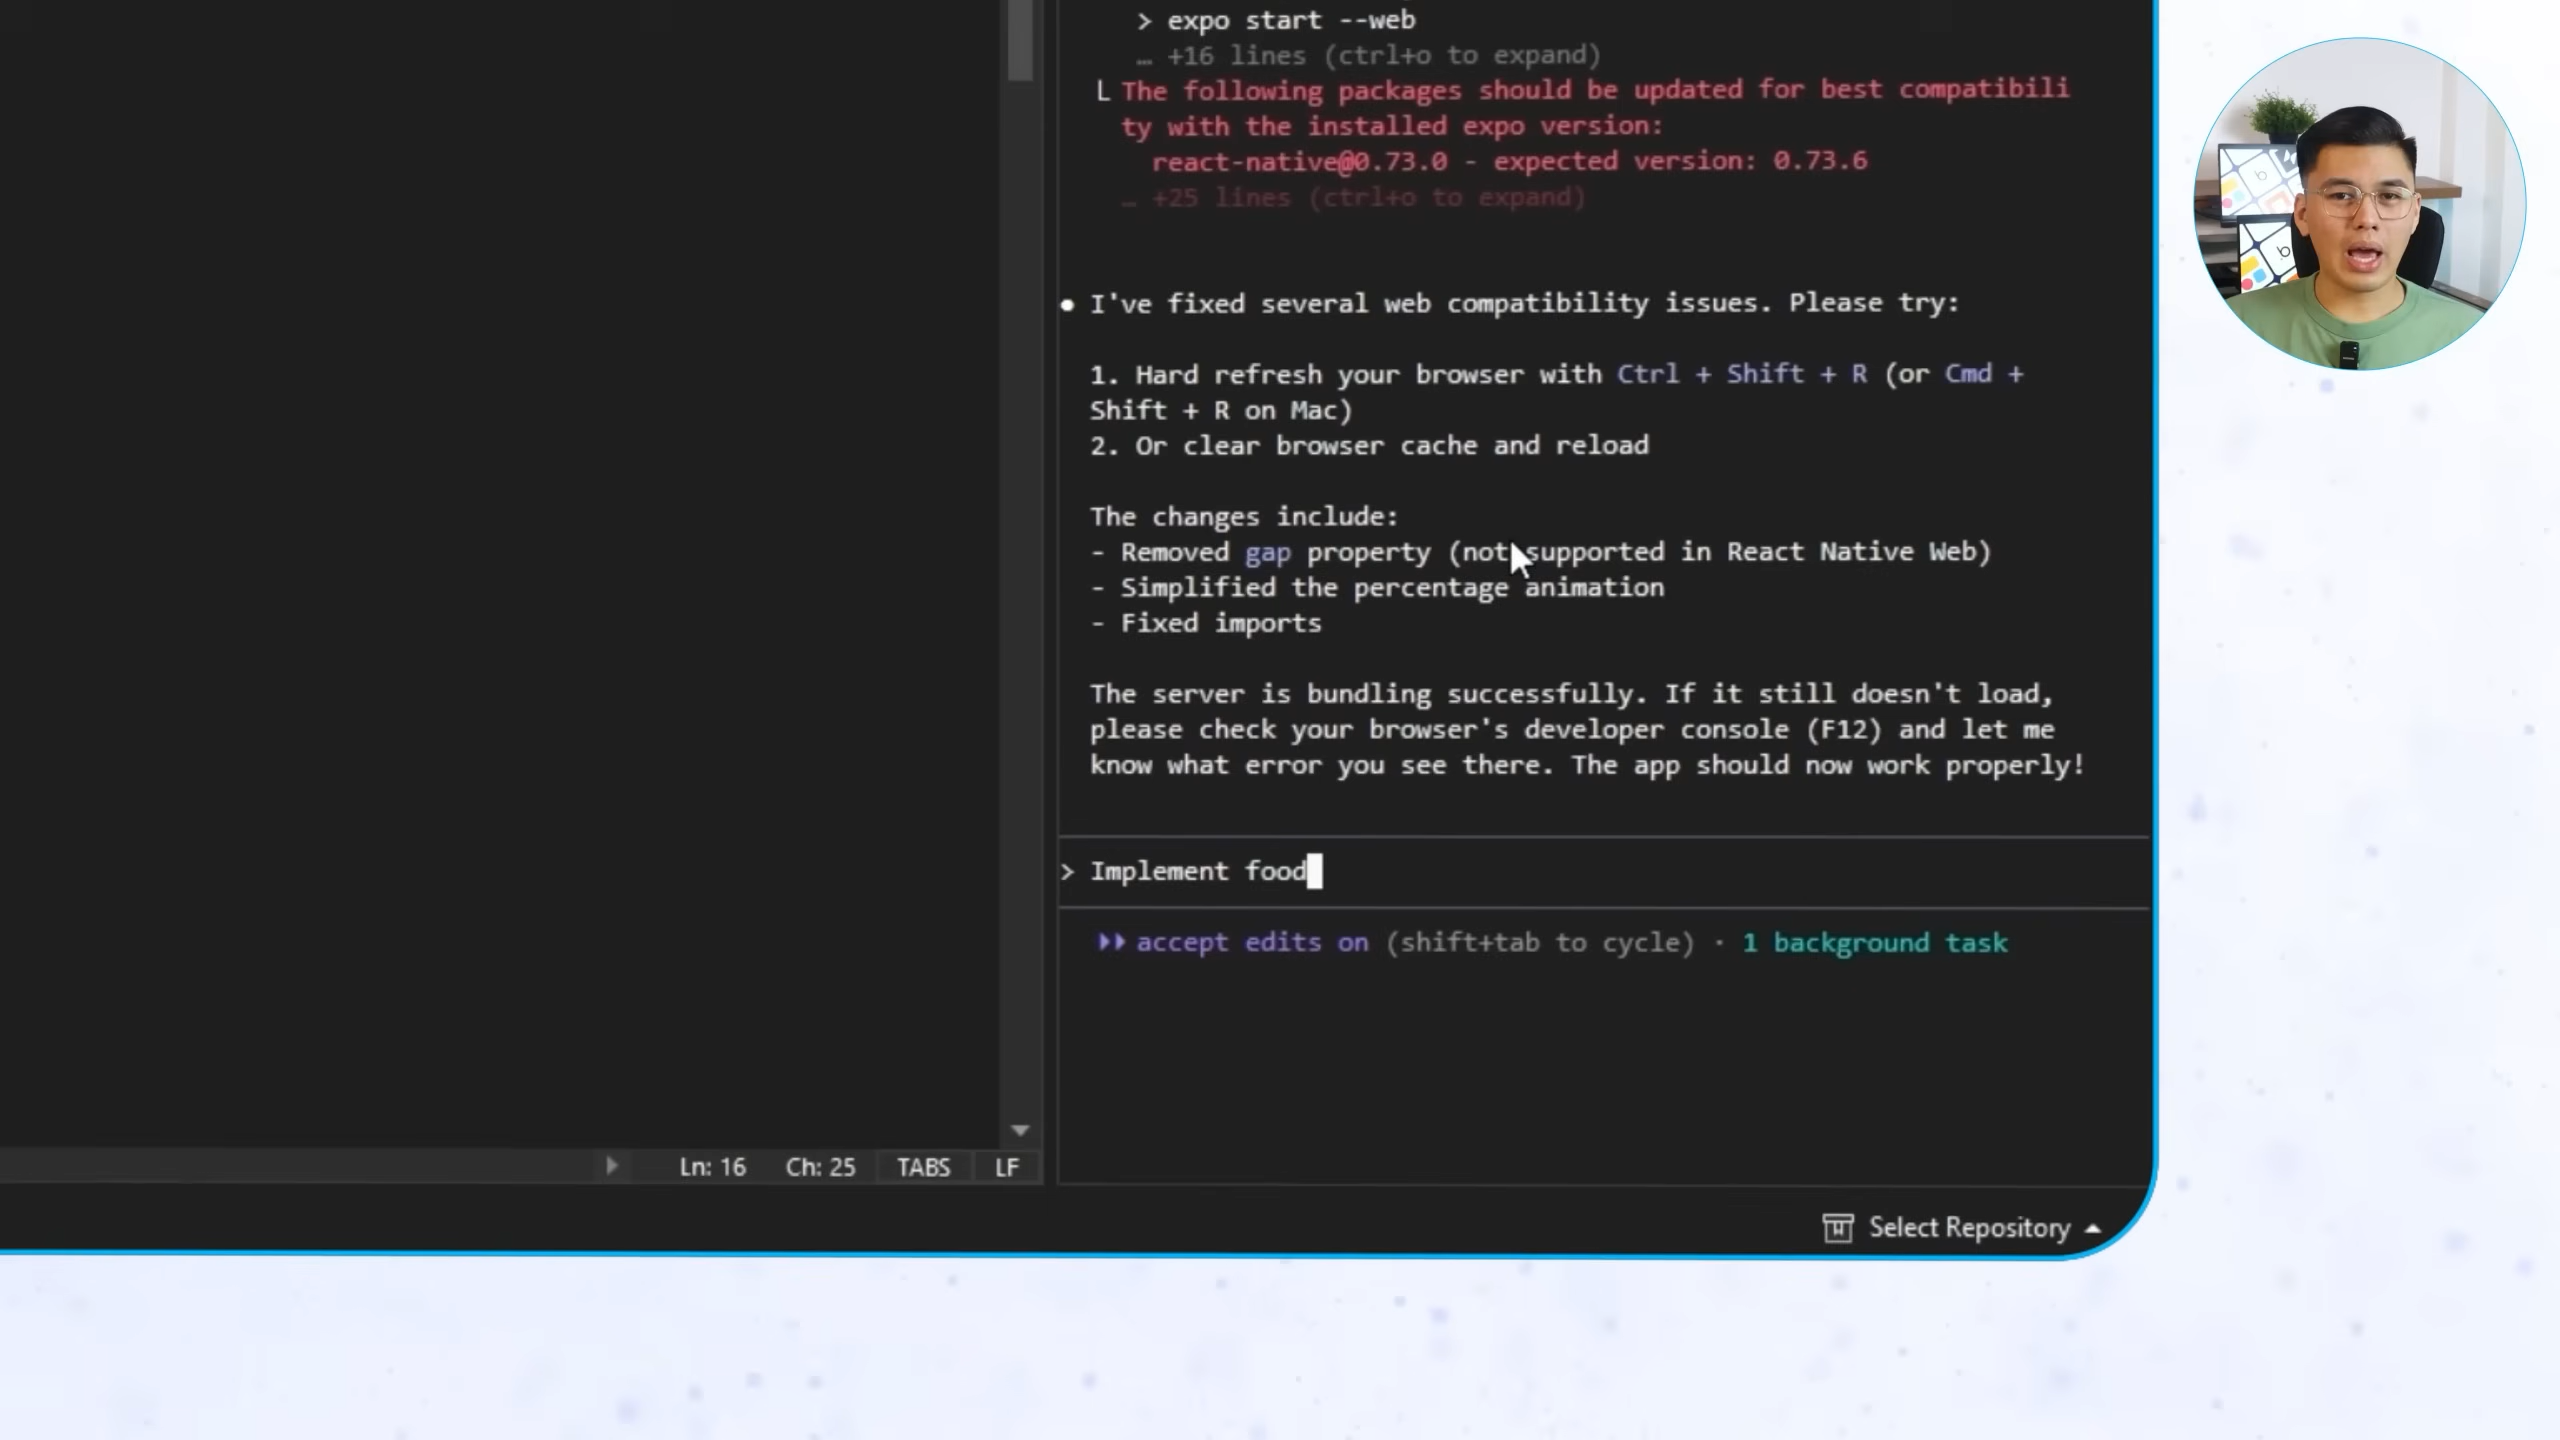 > expo start --web
… +16 lines (ctrl+o to expand)
L The following packages should be updated for best compatibili
ty with the installed expo version:
react-native@0.73.0 - expected version: 0.73.6
… +25 lines (ctrl+o to expand)
● I've fixed several web compatibility issues. Please try:
1. Hard refresh your browser with Ctrl + Shift + R (or Cmd +
Shift + R on Mac)
2. Or clear browser cache and reload
The changes include:
- Removed gap property (not supported in React Native Web)
- Simplified the percentage animation
- Fixed imports
The server is bundling successfully. If it still doesn't load,
please check your browser's developer console (F12) and let me
know what error you see there. The app should now work properly!
> Implement food
accept edits on (shift+tab to cycle) · 1 background task
Ln: 16 Ch: 25 TABS LF
Select Repository